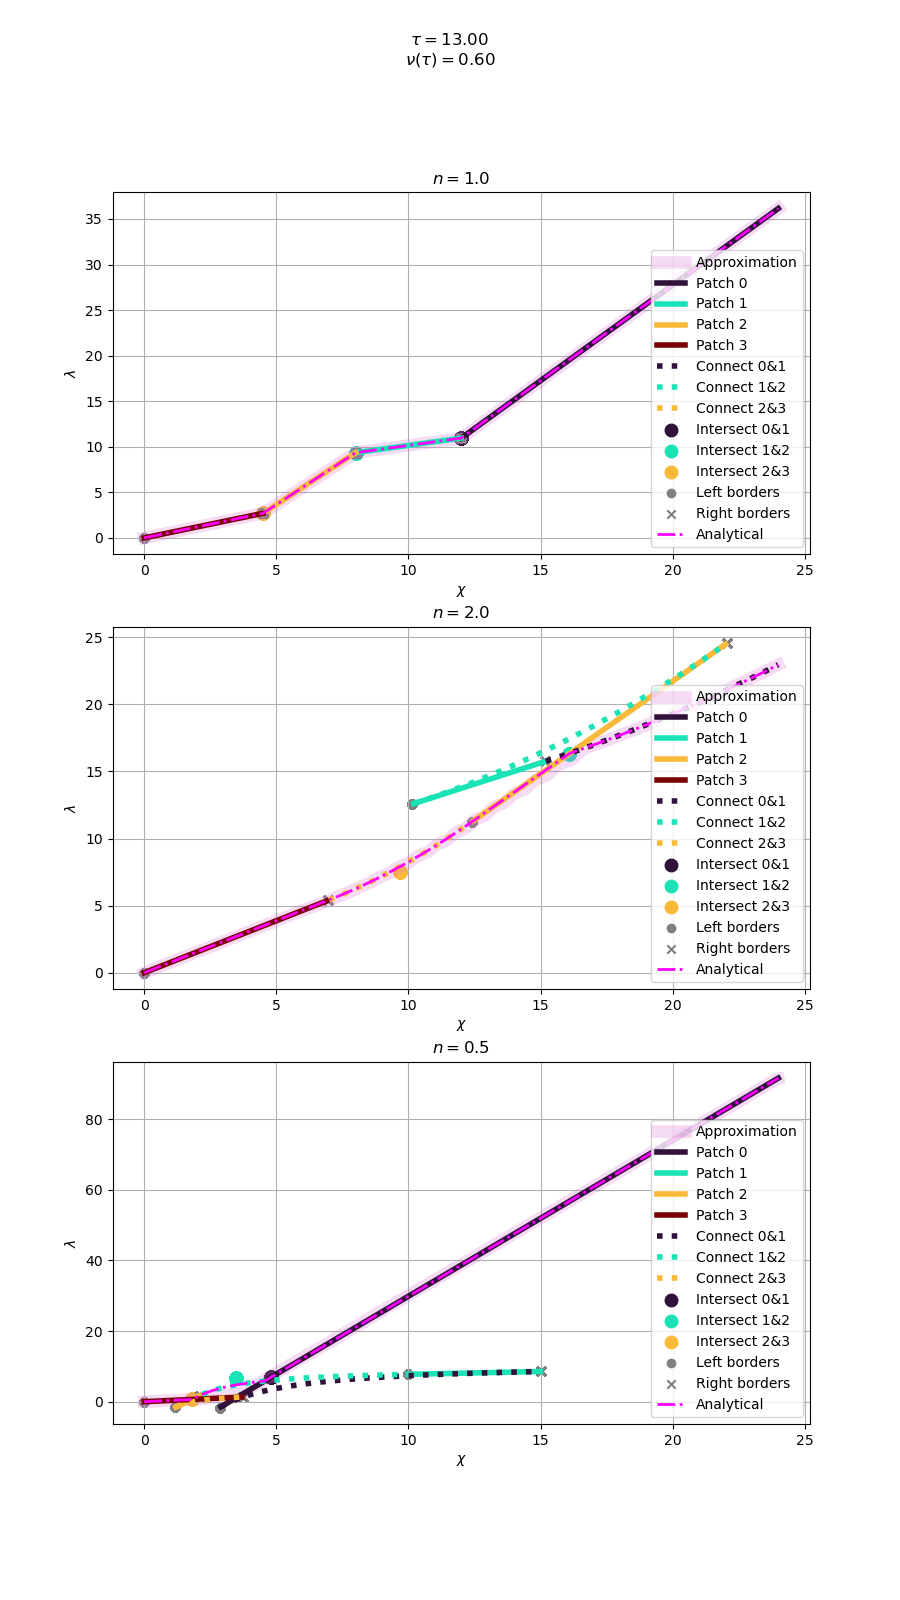 τ = 13.00
ν(τ) = 0.60
n = 1.0
35
30
25
20
15
10
5
0
λ
Approximation
Patch 0
Patch 1
Patch 2
Patch 3
Connect 0&1
Connect 1&2
Connect 2&3
Intersect 0&1
Intersect 1&2
Intersect 2&3
Left borders
Right borders
Analytical
0 5 10 15 20 25
χ
n = 2.0
25
20
15
10
5
0
λ
Approximation
Patch 0
Patch 1
Patch 2
Patch 3
Connect 0&1
Connect 1&2
Connect 2&3
Intersect 0&1
Intersect 1&2
Intersect 2&3
Left borders
Right borders
Analytical
0 5 10 15 20 25
χ
n = 0.5
80
60
40
20
0
λ
Approximation
Patch 0
Patch 1
Patch 2
Patch 3
Connect 0&1
Connect 1&2
Connect 2&3
Intersect 0&1
Intersect 1&2
Intersect 2&3
Left borders
Right borders
Analytical
0 5 10 15 20 25
χ